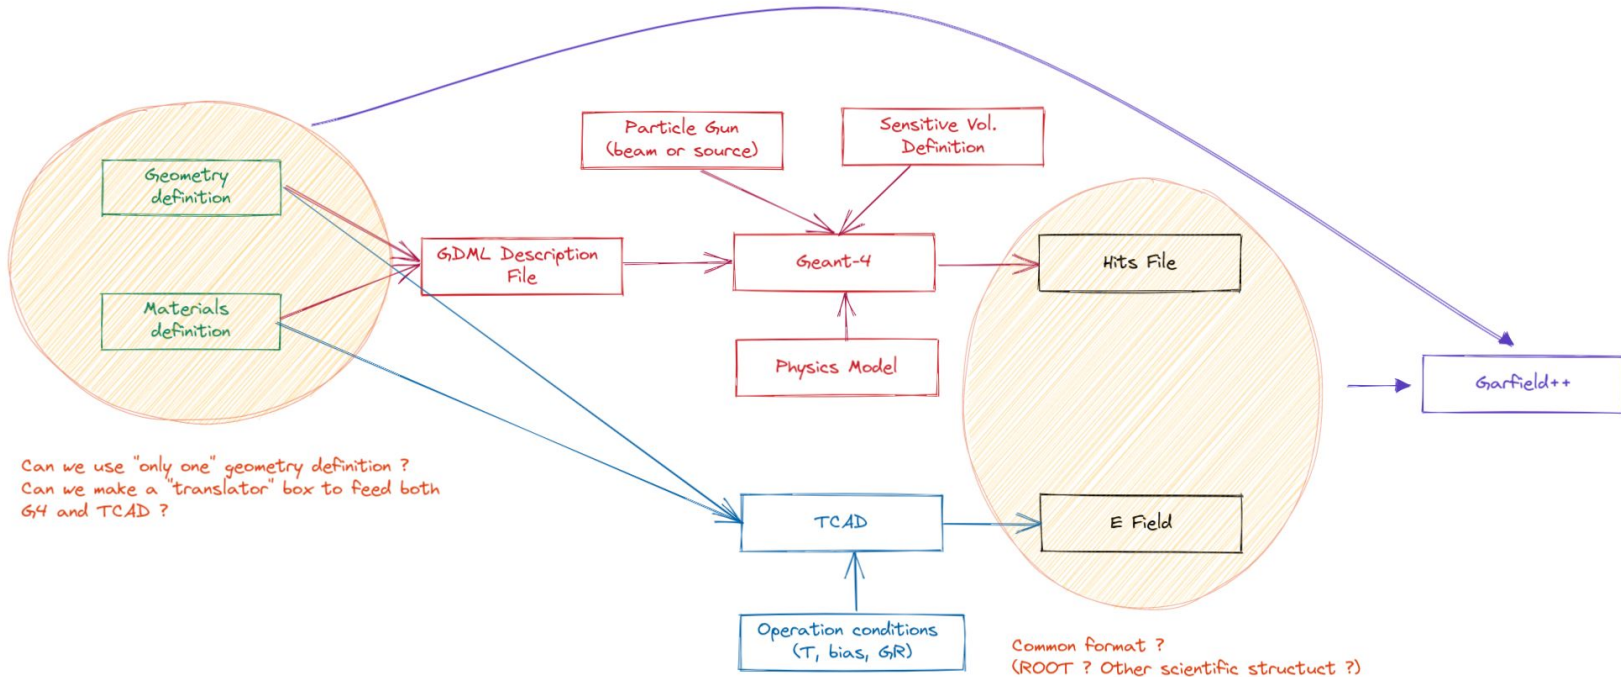 Particle Gun
(beam or source)
Sensitive Vol.
Definition
Geometry
definition
GDML Description
File
Geant-4
Hits File
Materials
definition
Physics Model
Garfield++
Can we use "only one" geometry definition ?
Can we make a "translator" box to feed both
G4 and TCAD ?
TCAD
E Field
Operation conditions
(T, bias, GR)
Common format ?
(ROOT ? Other scientific structuct ?)